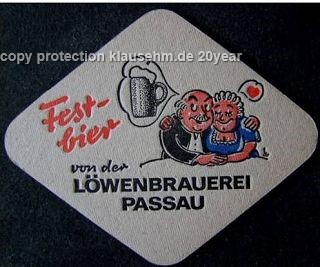 copy protection klausehm.de 20year
Fest-
bier
von der
LÖWENBRAUEREI
PASSAU